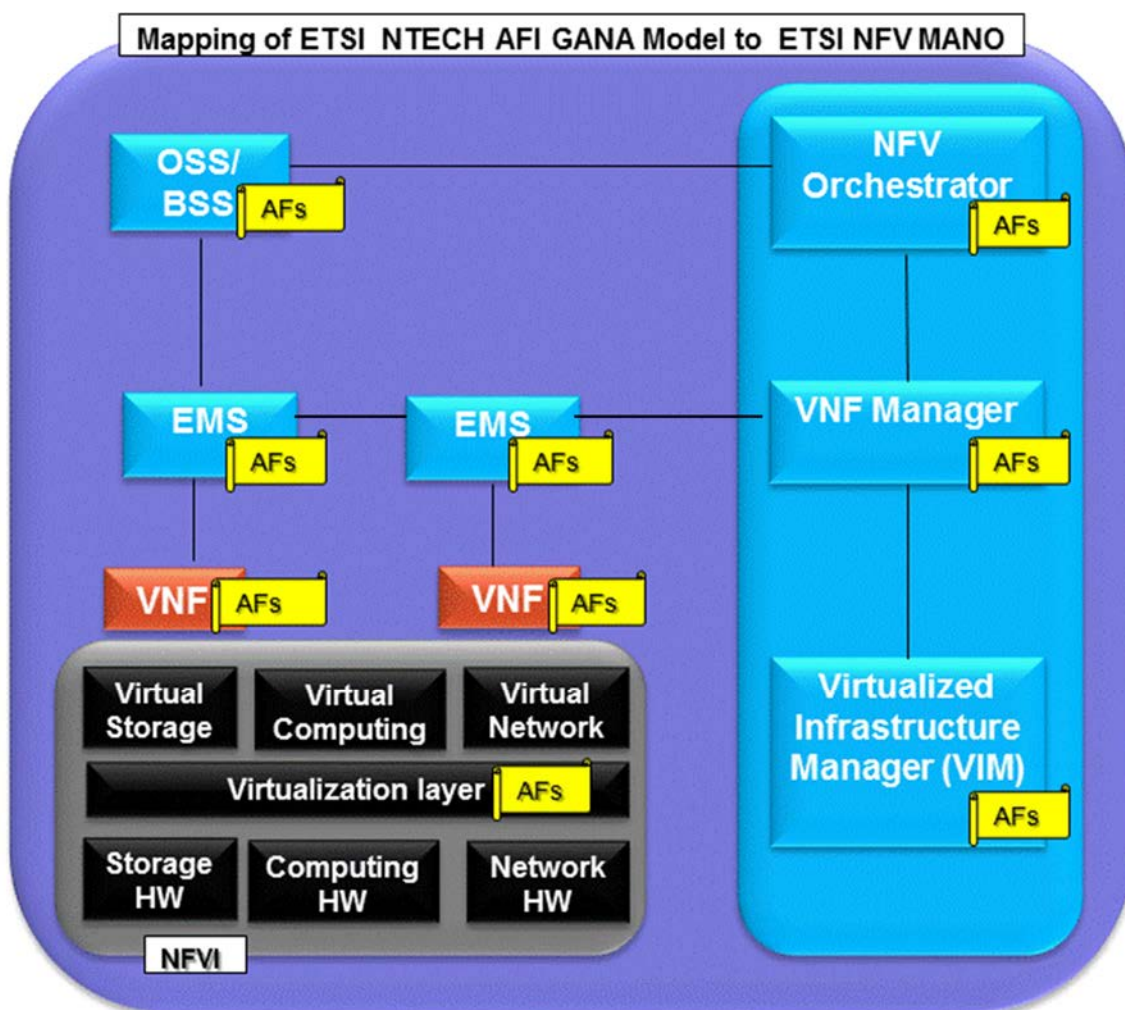 Mapping of ETSI NTECH AFI GANA Model to ETSI NFV MANO
OSS/
BSS
AFs
NFV
Orchestrator
AFs
EMS
AFs
EMS
AFs
VNF Manager
AFs
VNF
AFs
VNF
AFs
Virtual
Storage
Virtual
Computing
Virtual
Network
Virtualization layer
AFs
Storage
HW
Computing
HW
Network
HW
NFVI
Virtualized
Infrastructure
Manager (VIM)
AFs